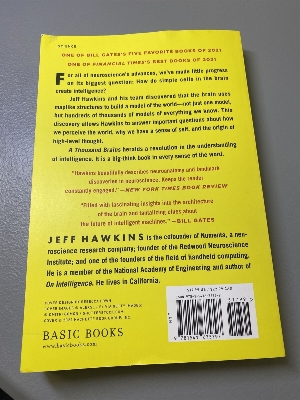 ONE OF BILL GATES'S FIVE FAVORITE BOOKS OF 2021
ONE OF FINANCIAL TIMES'S BEST BOOKS OF 2021
For all of neuroscience's advances, we've made little progress
on its biggest question: How do simple cells in the brain
create intelligence?
Jeff Hawkins and his team discovered that the brain uses
maplike structures to build a model of the world—not just one model,
but hundreds of thousands of models of everything we know. This
discovery allows Hawkins to answer important questions about how
we perceive the world, why we have a sense of self, and the origin of
high-level thought.
A Thousand Brains heralds a revolution in the understanding
of intelligence. It is a big-think book in every sense of the word.
"Hawkins beautifully describes neuroanatomy and landmark
discoveries in neuroscience. Keeps the reader
constantly engaged." —NEW YORK TIMES BOOK REVIEW
"Filled with fascinating insights into the architecture
of the brain and tantalizing clues about
the future of intelligent machines." —BILL GATES
JEFF HAWKINS is the cofounder of Numenta, a neu-
roscience research company; founder of the Redwood Neuroscience
Institute; and one of the founders of the field of handheld computing.
He is a member of the National Academy of Engineering and author of
On Intelligence. He lives in California.
BASIC BOOKS
www.basicbooks.com